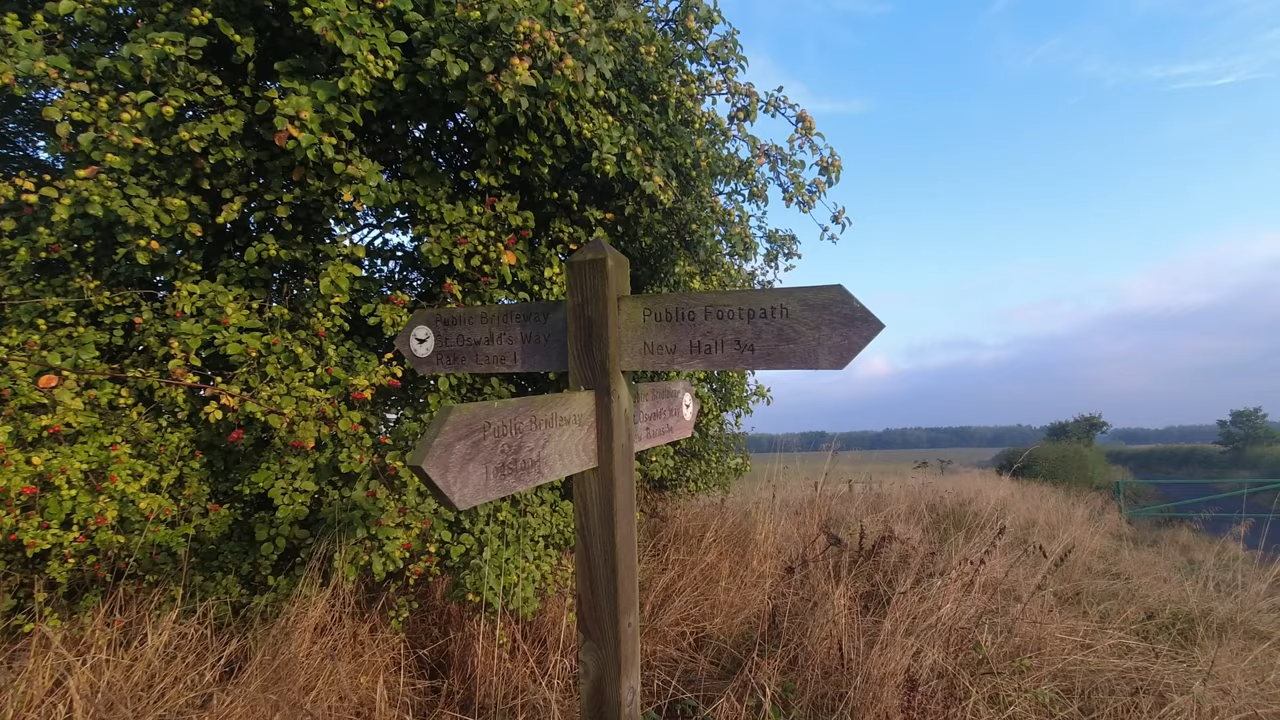 Public Bridleway
St. Oswald's Way
Rake Lane 1
Public Footpath
New Hall 3/4
Public Bridleway
Public Bridleway
Oswald's Way